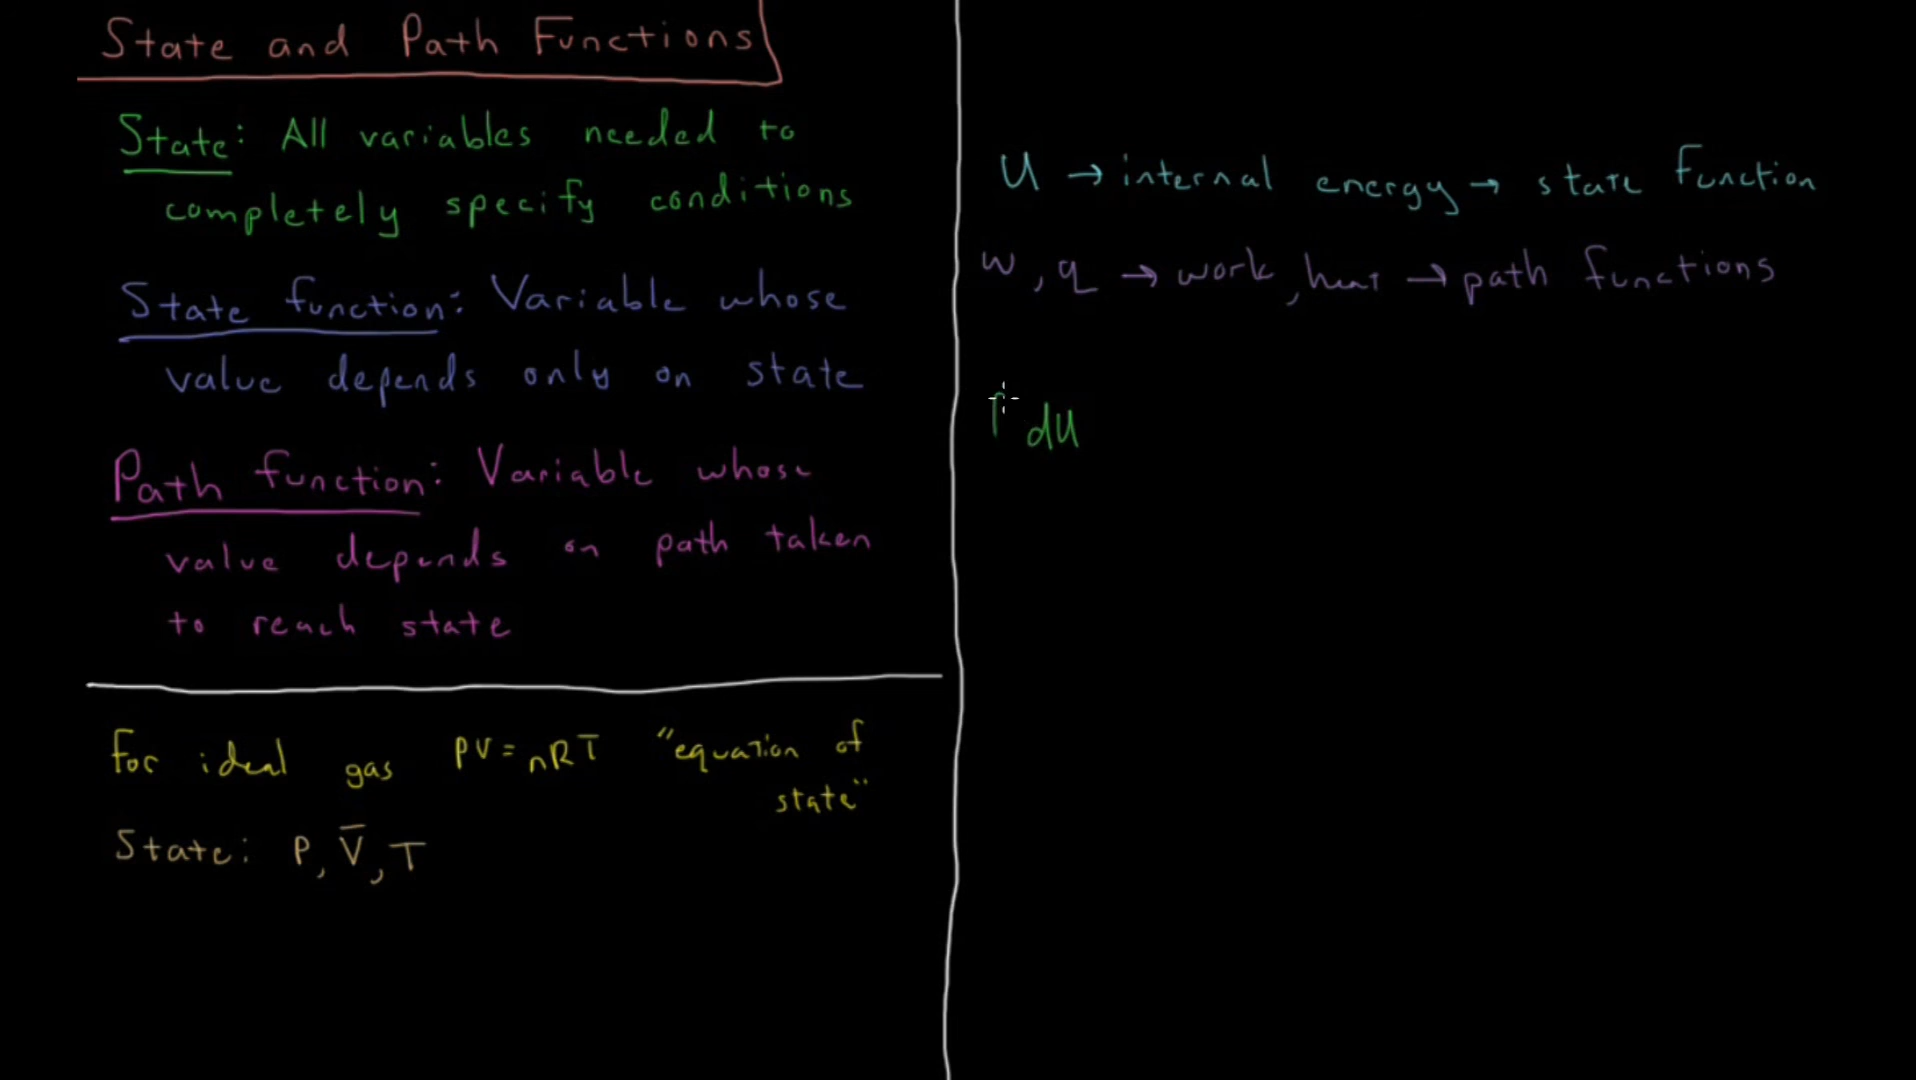 State and Path Functions
State: All variables needed to
completely specify conditions
State function: Variable whose
value depends only on state
Path function: Variable whose
value depends on path taken
to reach state
For ideal gas PV = nRT "equation of
state"
State: P, V̅, T
U → internal energy → state function
w, q → work, heat → path functions
∫ dU